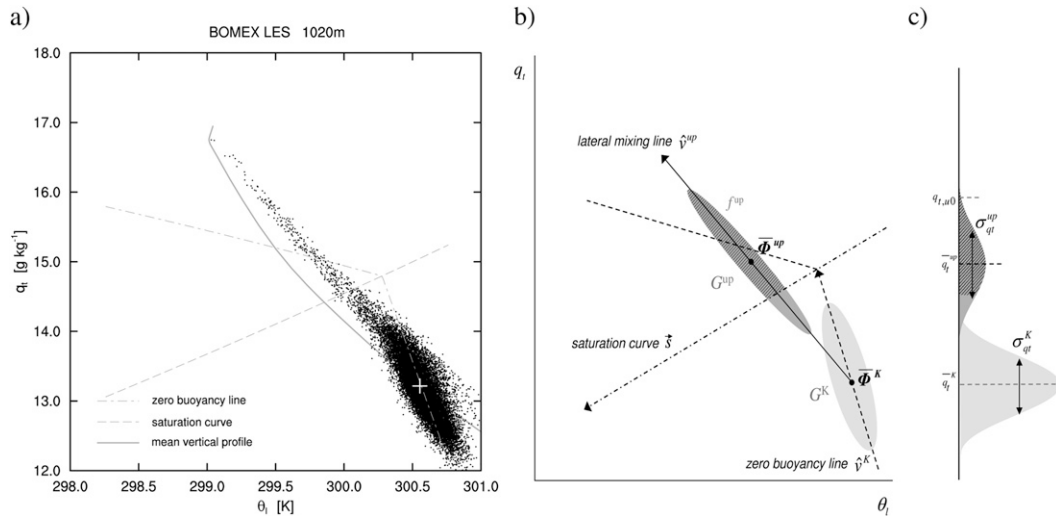 a)
BOMEX LES 1020m
18.0
17.0
16.0
15.0
14.0
13.0
12.0
q_t [g kg⁻¹]
zero buoyancy line
saturation curve
mean vertical profile
298.0 298.5 299.0 299.5 300.0 300.5 301.0
θ_l [K]
b)
q_t
lateral mixing line v̂^up
f^up
Φ̄^up
G^up
saturation curve s⃗
Φ̄^K
G^K
zero buoyancy line v̂^K
θ_l
c)
q_t,u0
σ_qt^up
q̄_t^up
σ_qt^K
q̄_t^K